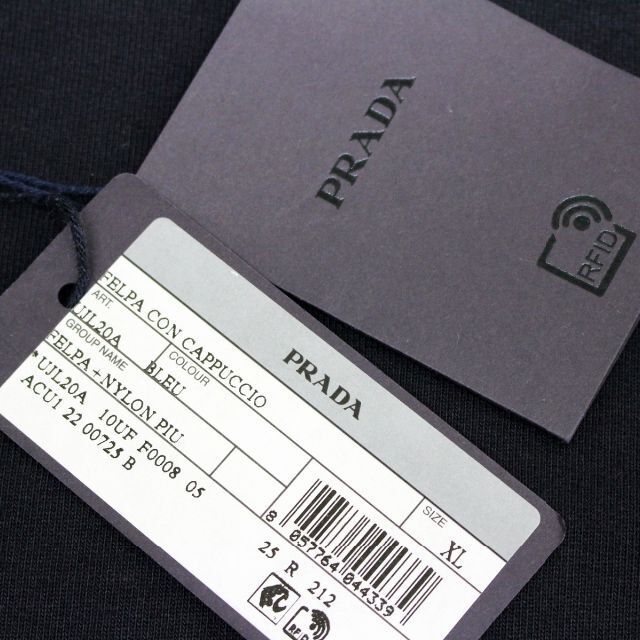 PRADA
RFID
PRADA
FELPA CON CAPPUCCIO
ART. COLOUR
UJL20A BLEU
GROUP NAME
FELPA+NYLON PIU
*UJL20A 10UF F0008 05
ACU1 22 00725 B
SIZE
XL
8 057764 044339
25 R 212